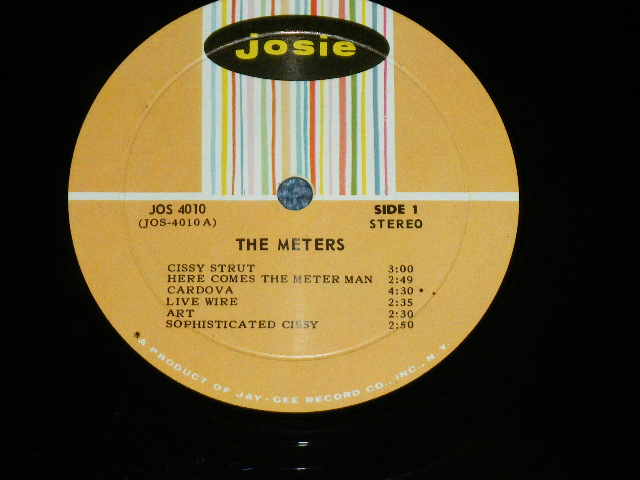 josie
JOS 4010 SIDE 1
(JOS-4010A) STEREO
THE METERS
CISSY STRUT 3:00
HERE COMES THE METER MAN 2:49
CARDOVA 4:30
LIVE WIRE 2:35
ART 2:30
SOPHISTICATED CISSY 2:50
A PRODUCT OF JAY-GEE RECORD CO., INC., N.Y.